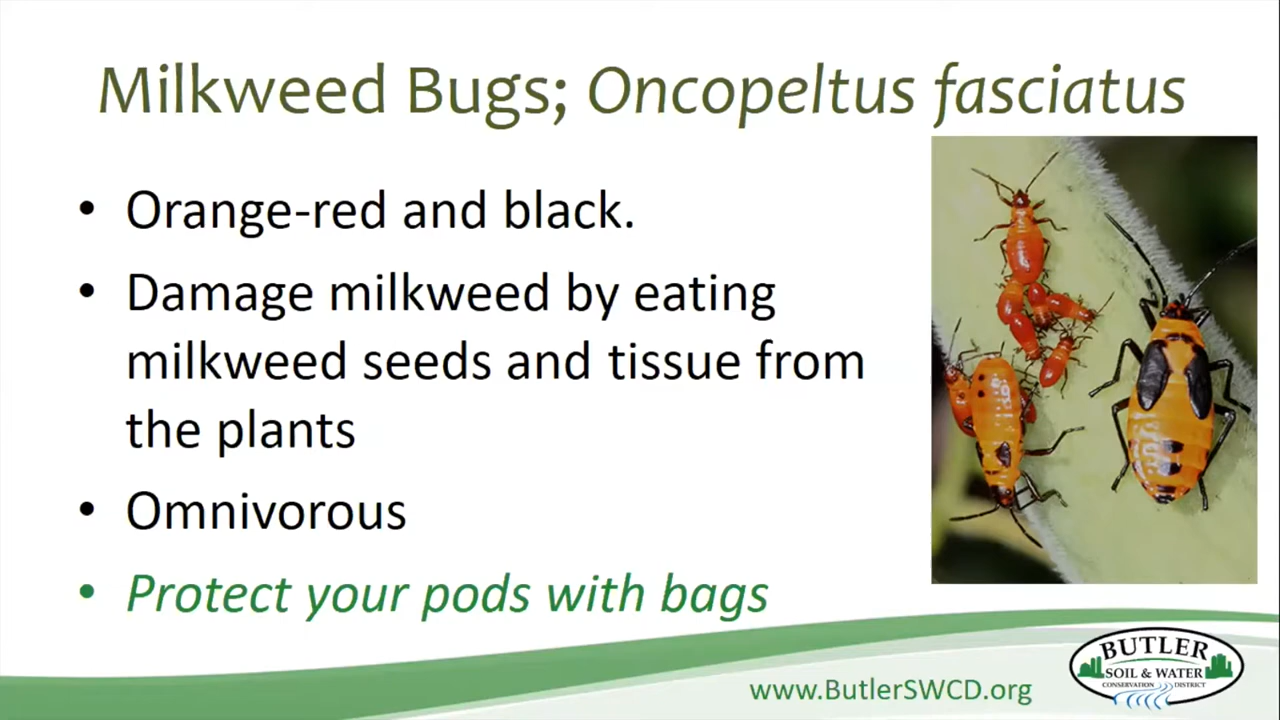 Milkweed Bugs; Oncopeltus fasciatus
• Orange-red and black.
• Damage milkweed by eating
milkweed seeds and tissue from
the plants
• Omnivorous
• Protect your pods with bags
www.ButlerSWCD.org
BUTLER
SOIL & WATER
CONSERVATION DISTRICT